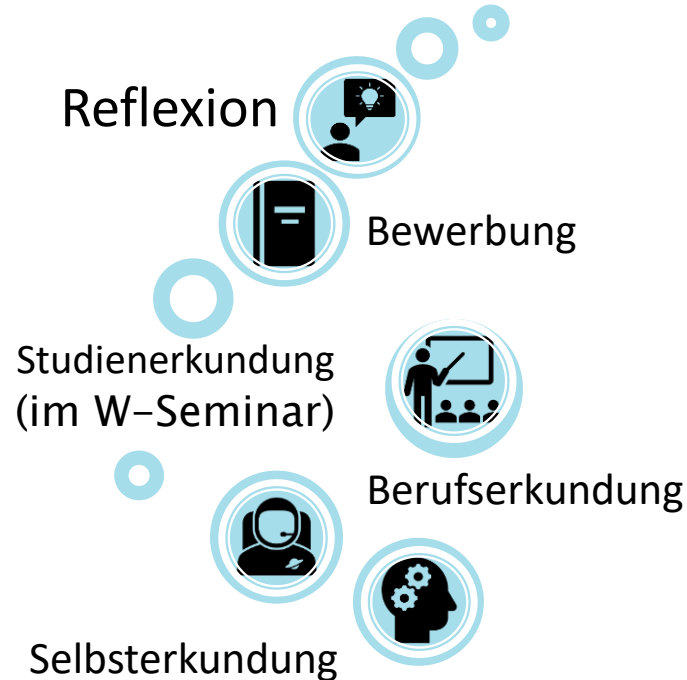 Reflexion
Bewerbung
Studienerkundung
(im W–Seminar)
Berufserkundung
Selbsterkundung